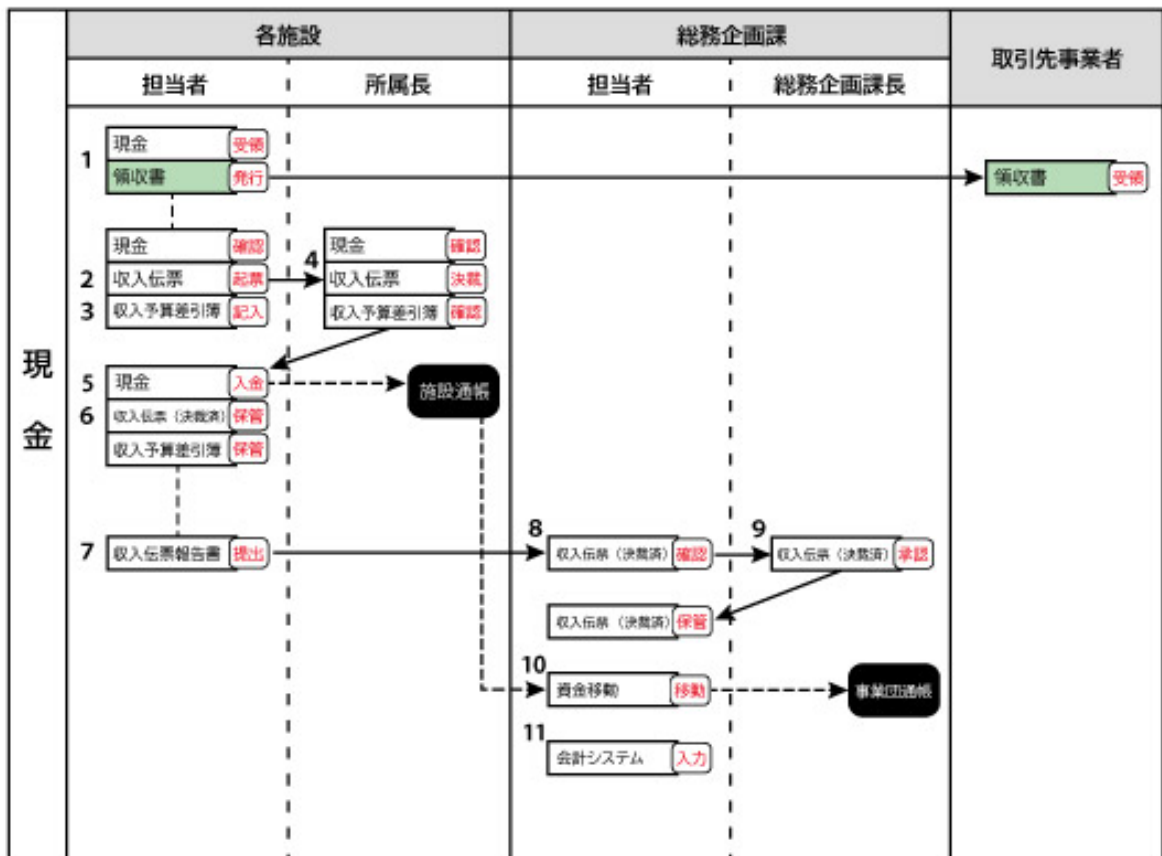 各施設
総務企画課
取引先事業者
担当者
所属長
担当者
総務企画課長
現金
1
現金 受領
領収書 発行
領収書 受領
現金 確認
2 収入伝票 起票
3 収入予算差引簿 記入
4
現金 確認
収入伝票 決裁
収入予算差引簿 確認
5 現金 入金
施設通帳
6 収入伝票（決裁済） 保管
収入予算差引簿 保管
7 収入伝票報告書 提出
8
収入伝票（決裁済） 確認
9
収入伝票（決裁済） 承認
収入伝票（決裁済） 保管
10
資金移動 移動
事業団通帳
11
会計システム 入力